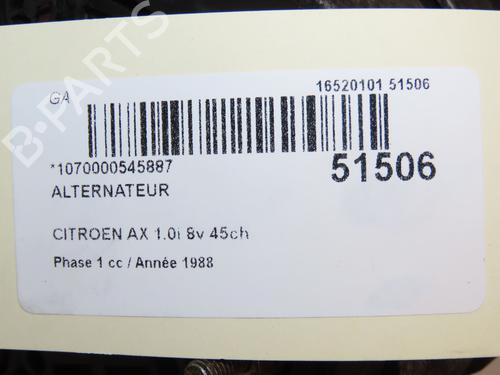 GA
16520101 51506
*1070000545887
51506
ALTERNATEUR
CITROEN AX 1.0i 8v 45ch
Phase 1 cc / Année 1988
B-PARTS